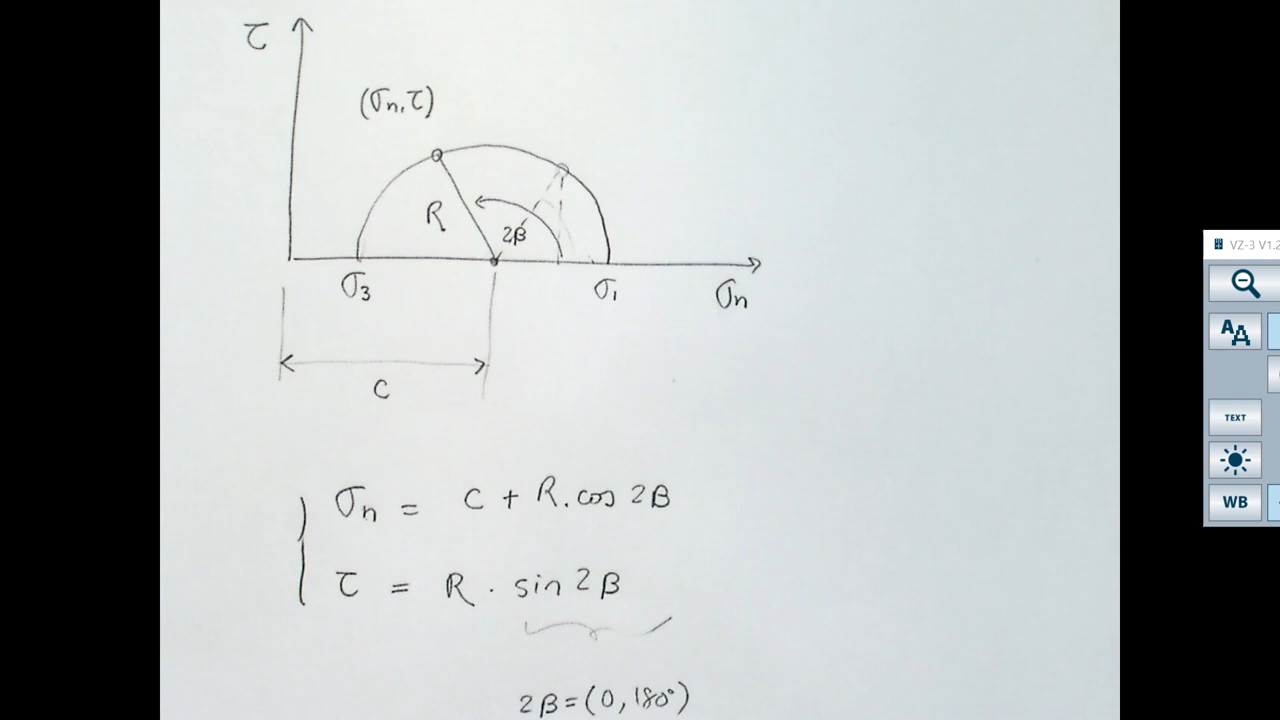 τ
(σn, τ)
R
2β
σ3
σ1
σn
C
σn = C + R. cos 2β
τ = R . sin 2β
2β = (0, 180°)
VZ-3 V1.2
AA
TEXT
WB